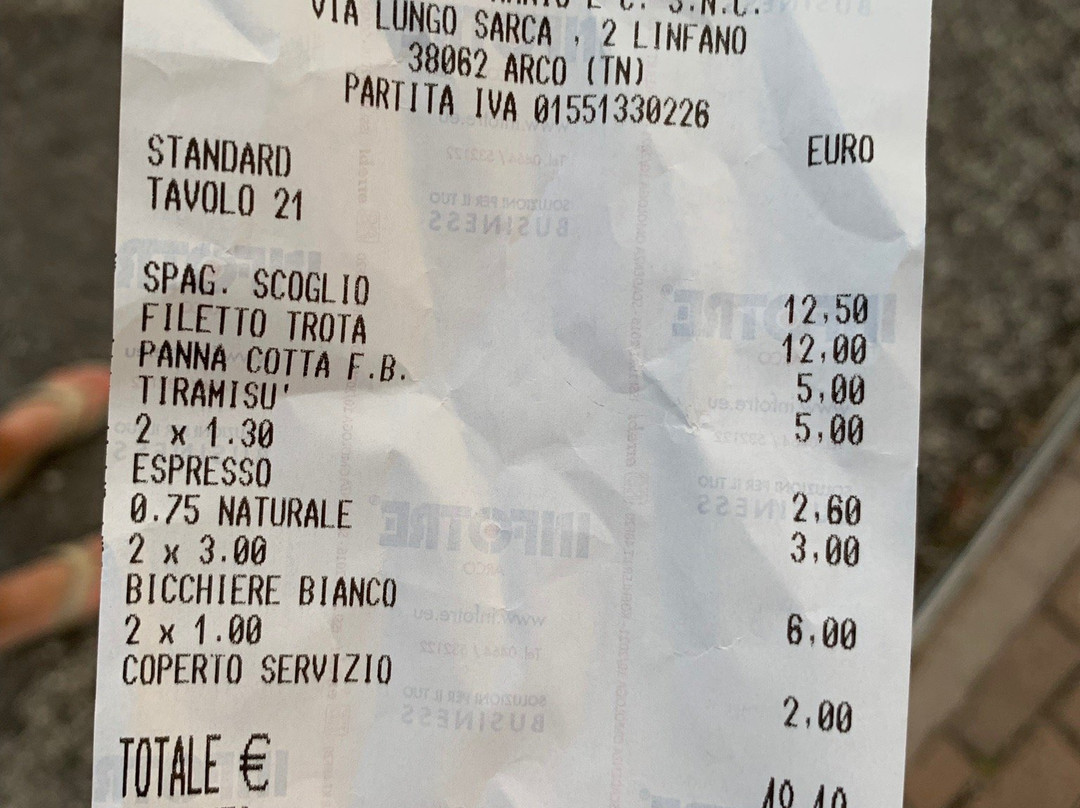 E C. S.N.C.
VIA LUNGO SARCA , 2 LINFANO
38062 ARCO (TN)
PARTITA IVA 01551330226
STANDARD EURO
TAVOLO 21
SPAG. SCOGLIO 12,50
FILETTO TROTA 12,00
PANNA COTTA F.B. 5,00
TIRAMISU' 5,00
2 x 1.30
ESPRESSO 2,60
0.75 NATURALE 3,00
2 x 3.00
BICCHIERE BIANCO 6,00
2 x 1.00
COPERTO SERVIZIO 2,00
TOTALE € 48,10